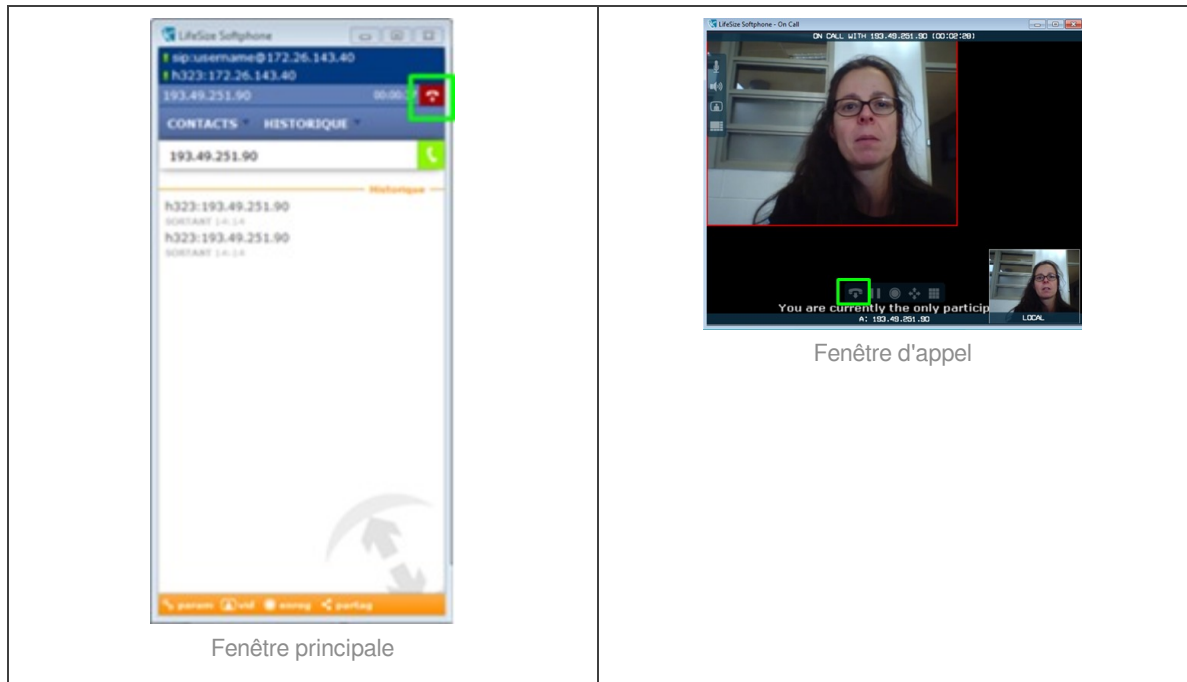 LifeSize Softphone
sip:username@172.26.143.40
h323:172.26.143.40
193.49.251.90
CONTACTS HISTORIQUE
193.49.251.90
Historique
h323:193.49.251.90
SORTANT 14:14
h323:193.49.251.90
SORTANT 14:14
param vid enreg partag
Fenêtre principale
LifeSize Softphone - On Call
ON CALL WITH 193.49.251.90 (00:02:28)
You are currently the only particip
A: 193.49.251.90
LOCAL
Fenêtre d'appel